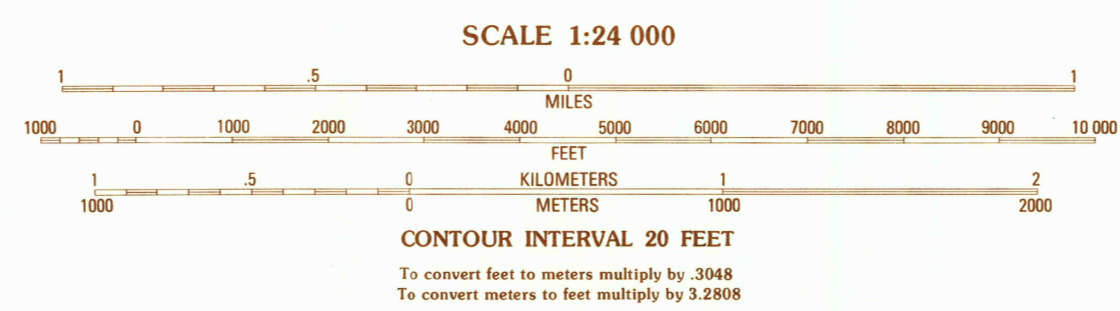 SCALE 1:24 000
1 .5 0 1
MILES
1000 0 1000 2000 3000 4000 5000 6000 7000 8000 9000 10 000
FEET
1 .5 0 KILOMETERS 1 2
1000 0 METERS 1000 2000
CONTOUR INTERVAL 20 FEET
To convert feet to meters multiply by .3048
To convert meters to feet multiply by 3.2808